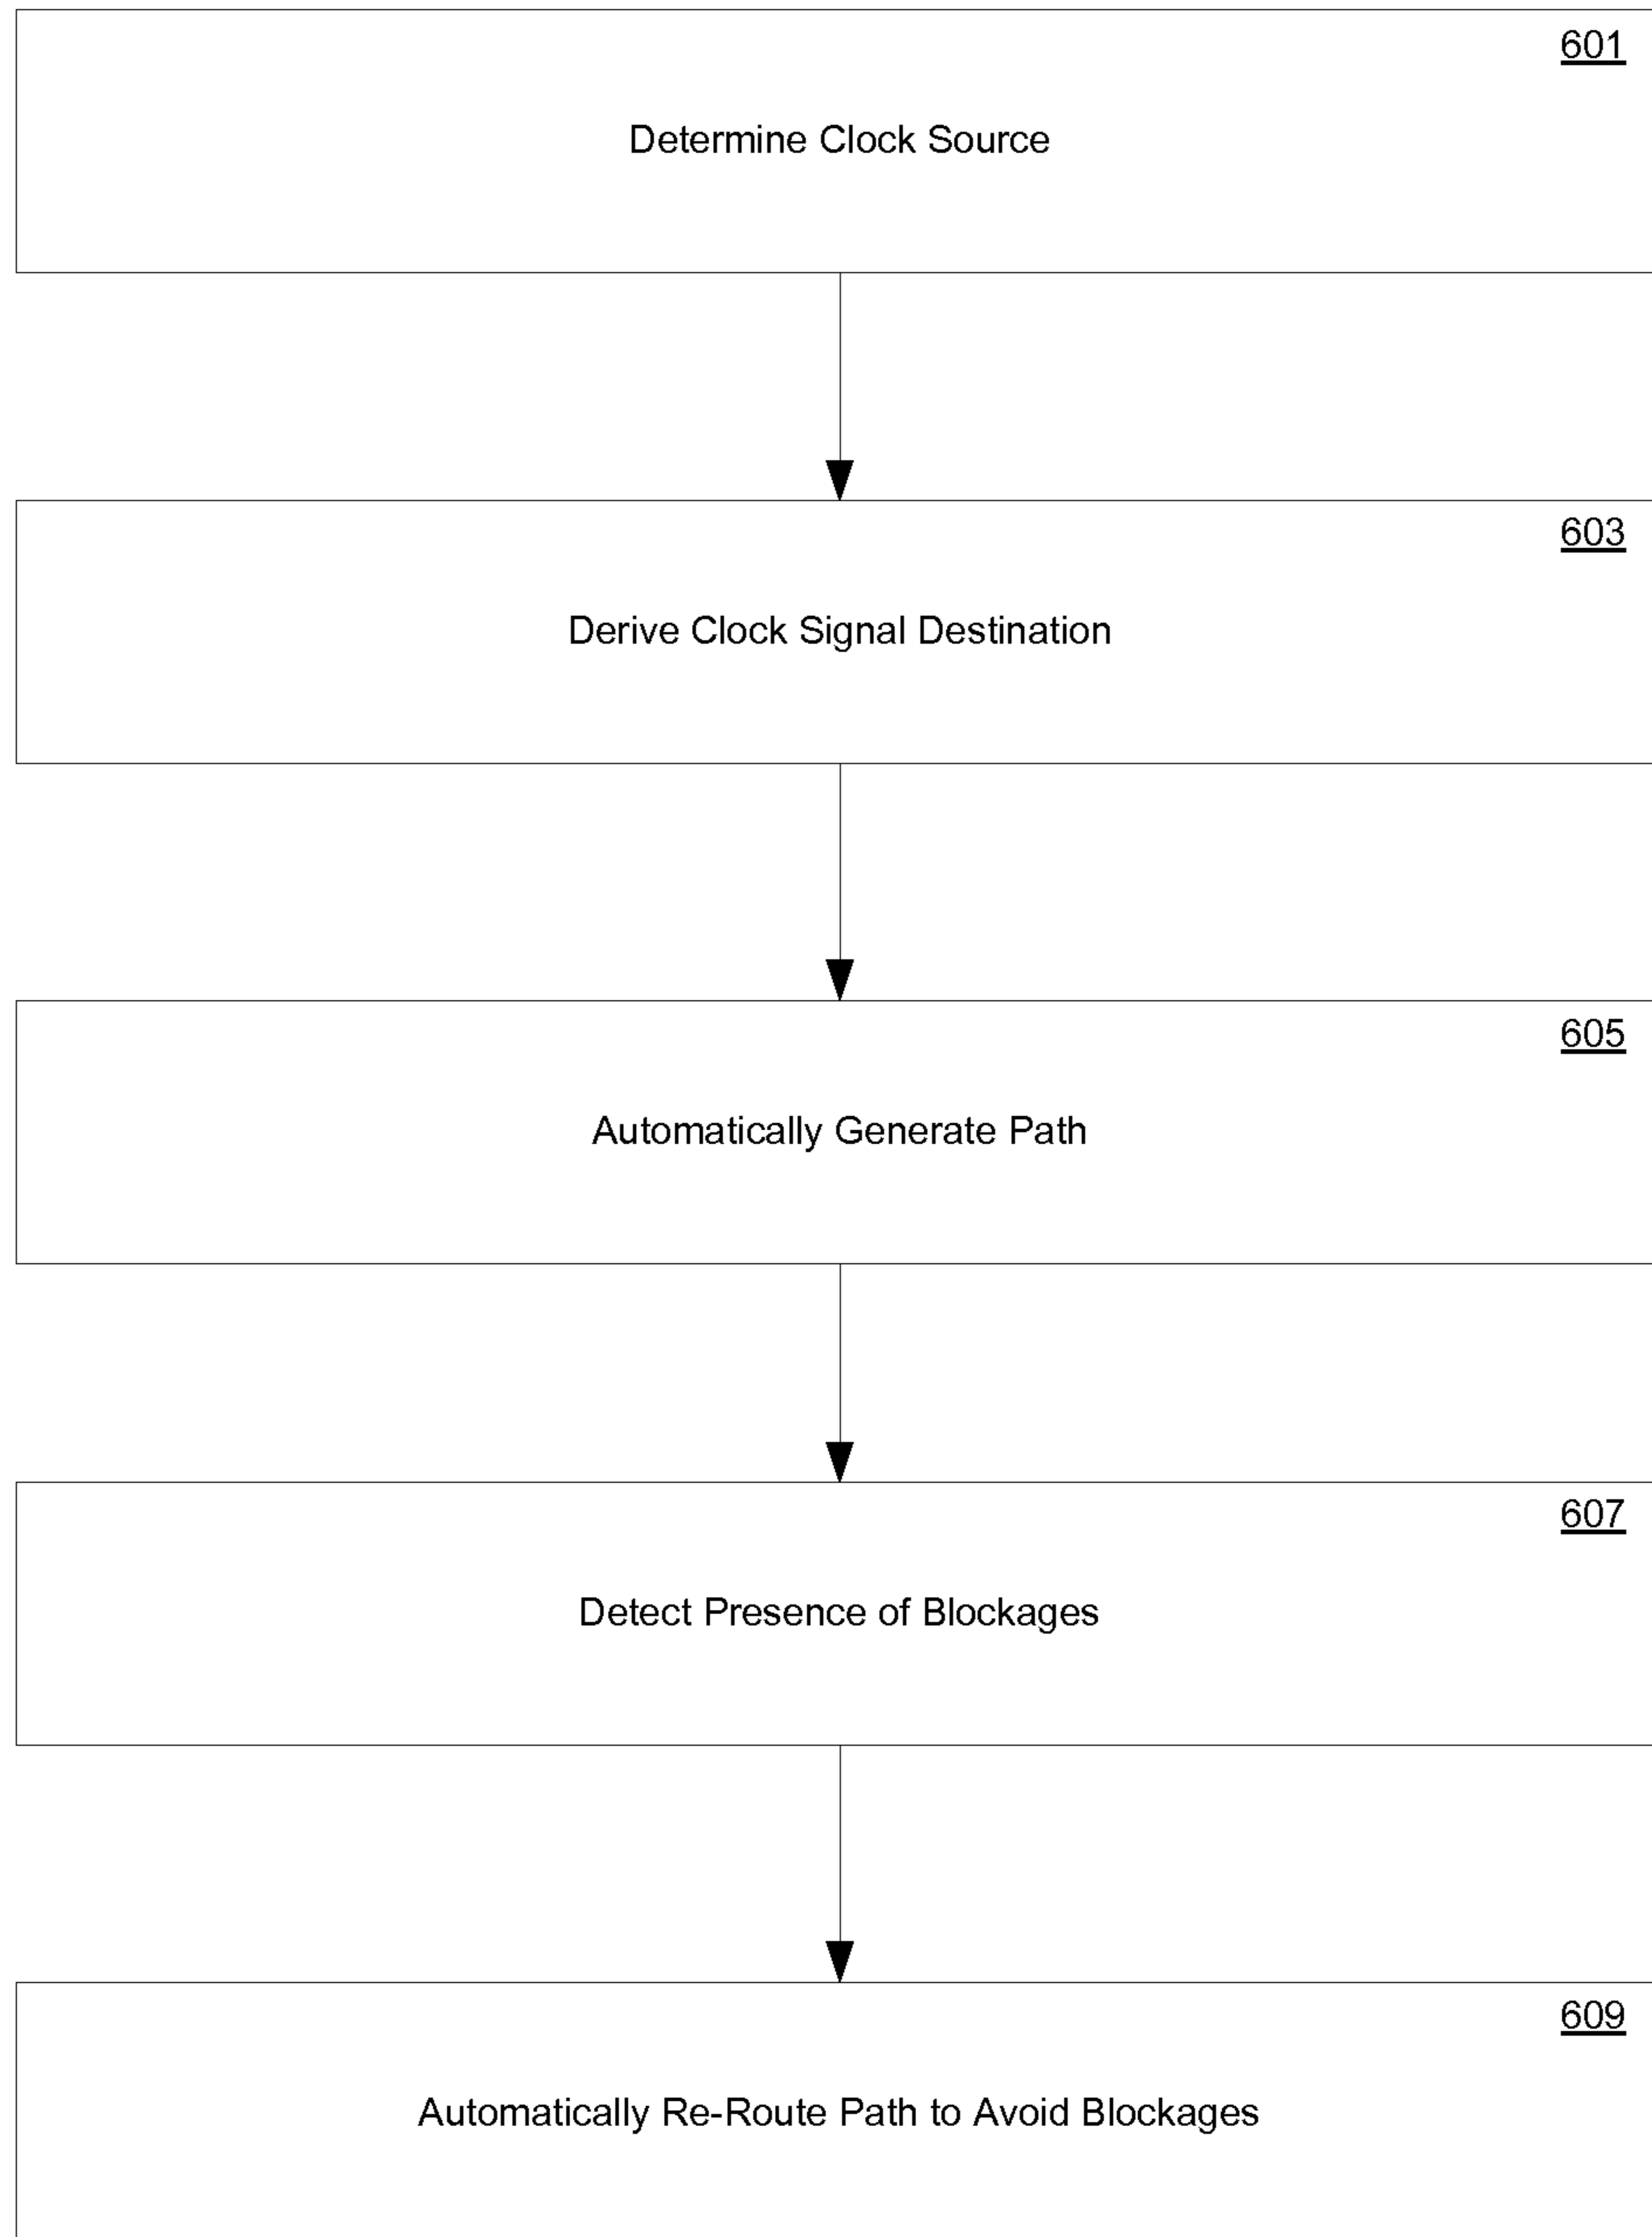 601
Determine Clock Source
603
Derive Clock Signal Destination
605
Automatically Generate Path
607
Detect Presence of Blockages
609
Automatically Re-Route Path to Avoid Blockages